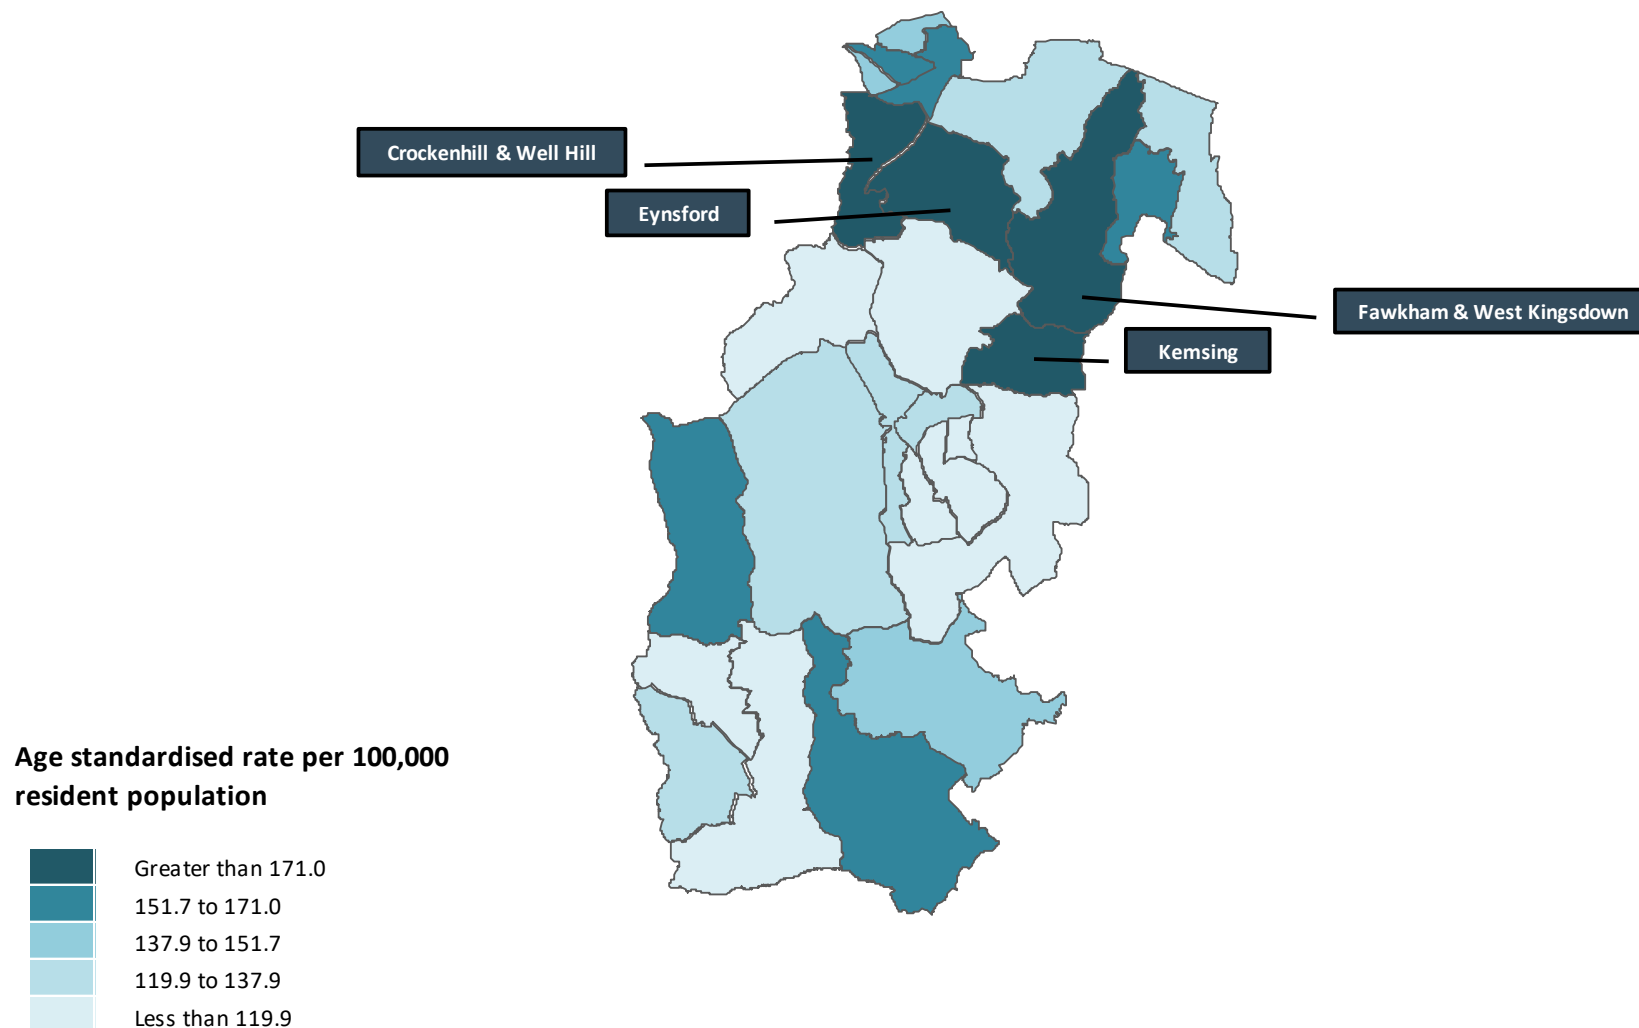 Crockenhill & Well Hill
Eynsford
Fawkham & West Kingsdown
Kemsing
Age standardised rate per 100,000
resident population
Greater than 171.0
151.7 to 171.0
137.9 to 151.7
119.9 to 137.9
Less than 119.9